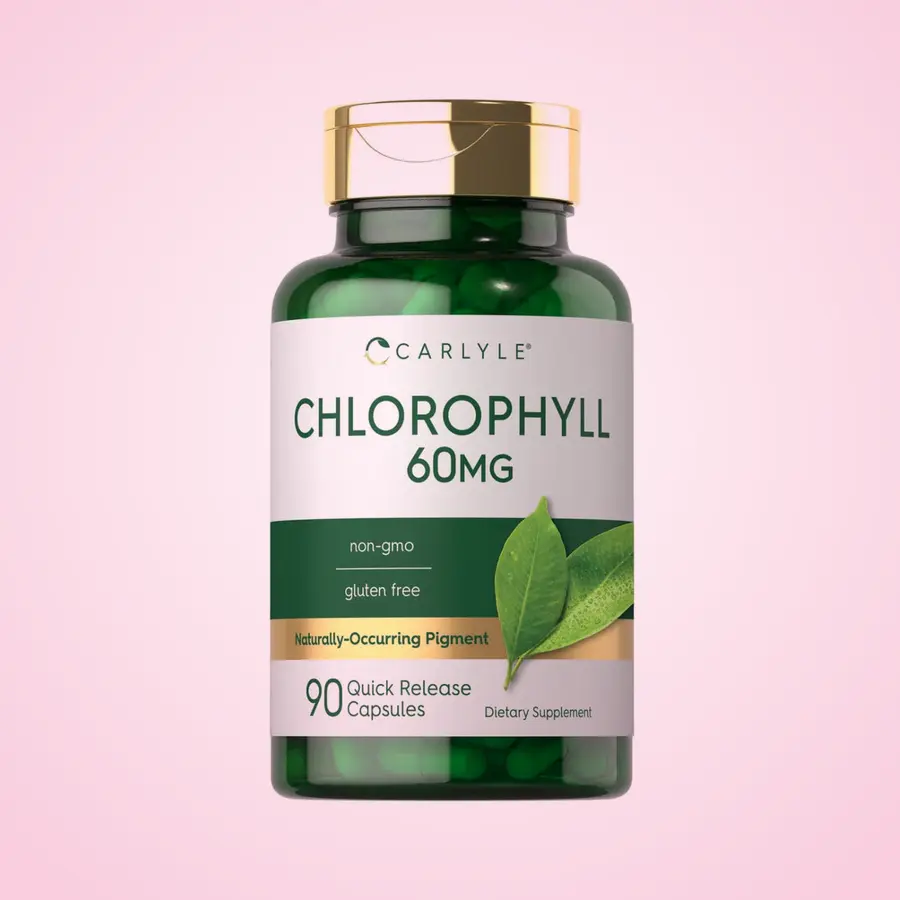 CARLYLE®
CHLOROPHYLL
60MG
non-gmo
gluten free
Naturally-Occurring Pigment
90 Quick Release
Capsules
Dietary Supplement